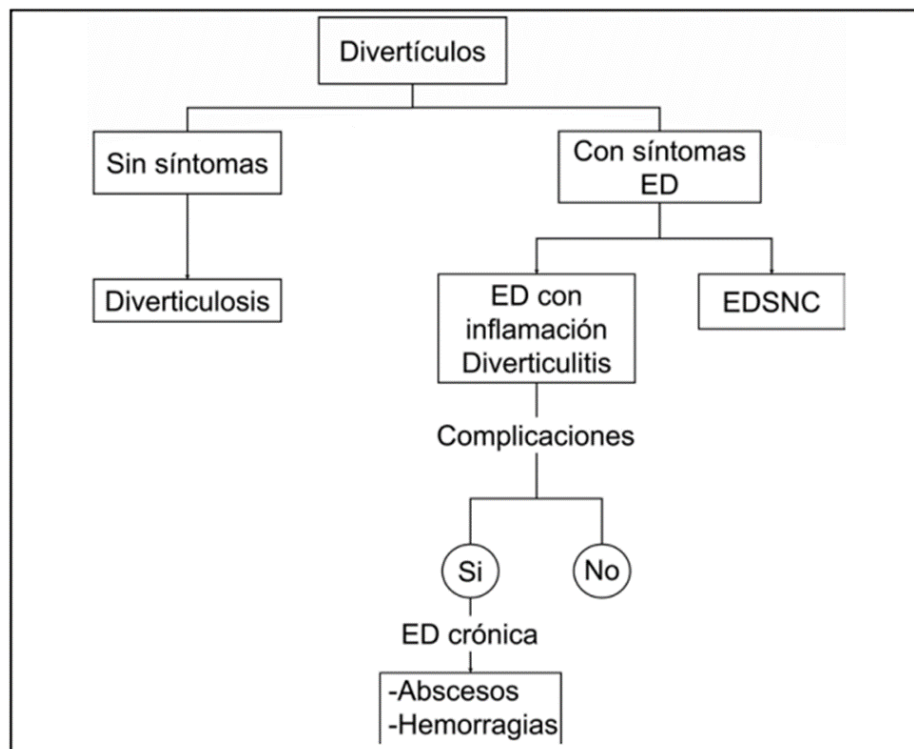 Divertículos
Sin síntomas
Con síntomas
ED
Diverticulosis
ED con
inflamación
Diverticulitis
EDSNC
Complicaciones
Si
No
ED crónica
-Abscesos
-Hemorragias